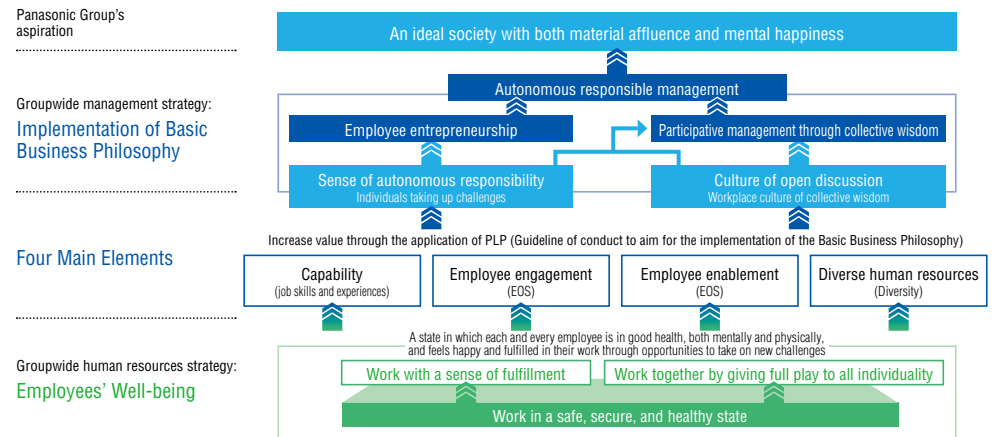 Panasonic Group's
aspiration
An ideal society with both material affluence and mental happiness
Autonomous responsible management
Groupwide management strategy:
Implementation of Basic
Business Philosophy
Employee entrepreneurship
Participative management through collective wisdom
Sense of autonomous responsibility
Individuals taking up challenges
Culture of open discussion
Workplace culture of collective wisdom
Increase value through the application of PLP (Guideline of conduct to aim for the implementation of the Basic Business Philosophy)
Four Main Elements
Capability
(job skills and experiences)
Employee engagement
(EOS)
Employee enablement
(EOS)
Diverse human resources
(Diversity)
A state in which each and every employee is in good health, both mentally and physically,
and feels happy and fulfilled in their work through opportunities to take on new challenges
Groupwide human resources strategy:
Employees' Well-being
Work with a sense of fulfillment
Work together by giving full play to all individuality
Work in a safe, secure, and healthy state